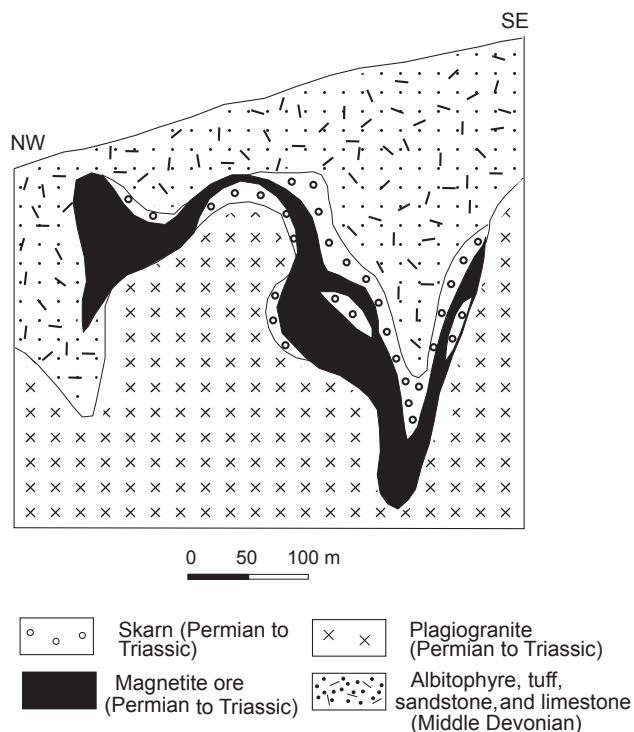 SE
NW
0 50 100 m
Skarn (Permian to
Triassic)
Plagiogranite
(Permian to Triassic)
Magnetite ore
(Permian to Triassic)
Albitophyre, tuff,
sandstone, and limestone
(Middle Devonian)